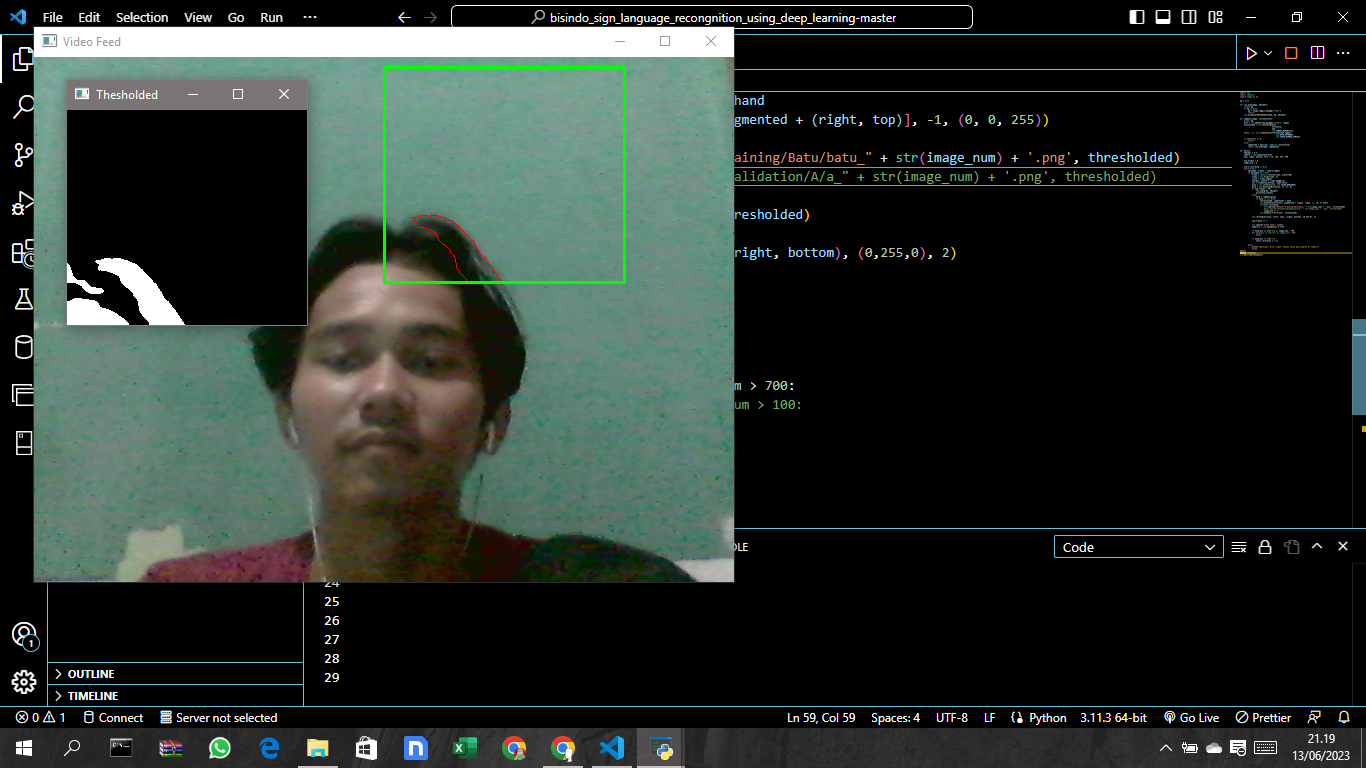 File Edit Selection View Go Run ···
bisindo_sign_language_recongnition_using_deep_learning-master
Video Feed
Thesholded
hand
gmented + (right, top)], -1, (0, 0, 255))
aining/Batu/batu_" + str(image_num) + '.png', thresholded)
alidation/A/a_" + str(image_num) + '.png', thresholded)
resholded)
right, bottom), (0,255,0), 2)
m > 700:
um > 100:
OLE
Code
24
25
26
27
28
29
1
OUTLINE
TIMELINE
0 1 Connect Server not selected
Ln 59, Col 59 Spaces: 4 UTF-8 LF Python 3.11.3 64-bit Go Live Prettier
21.19
13/06/2023